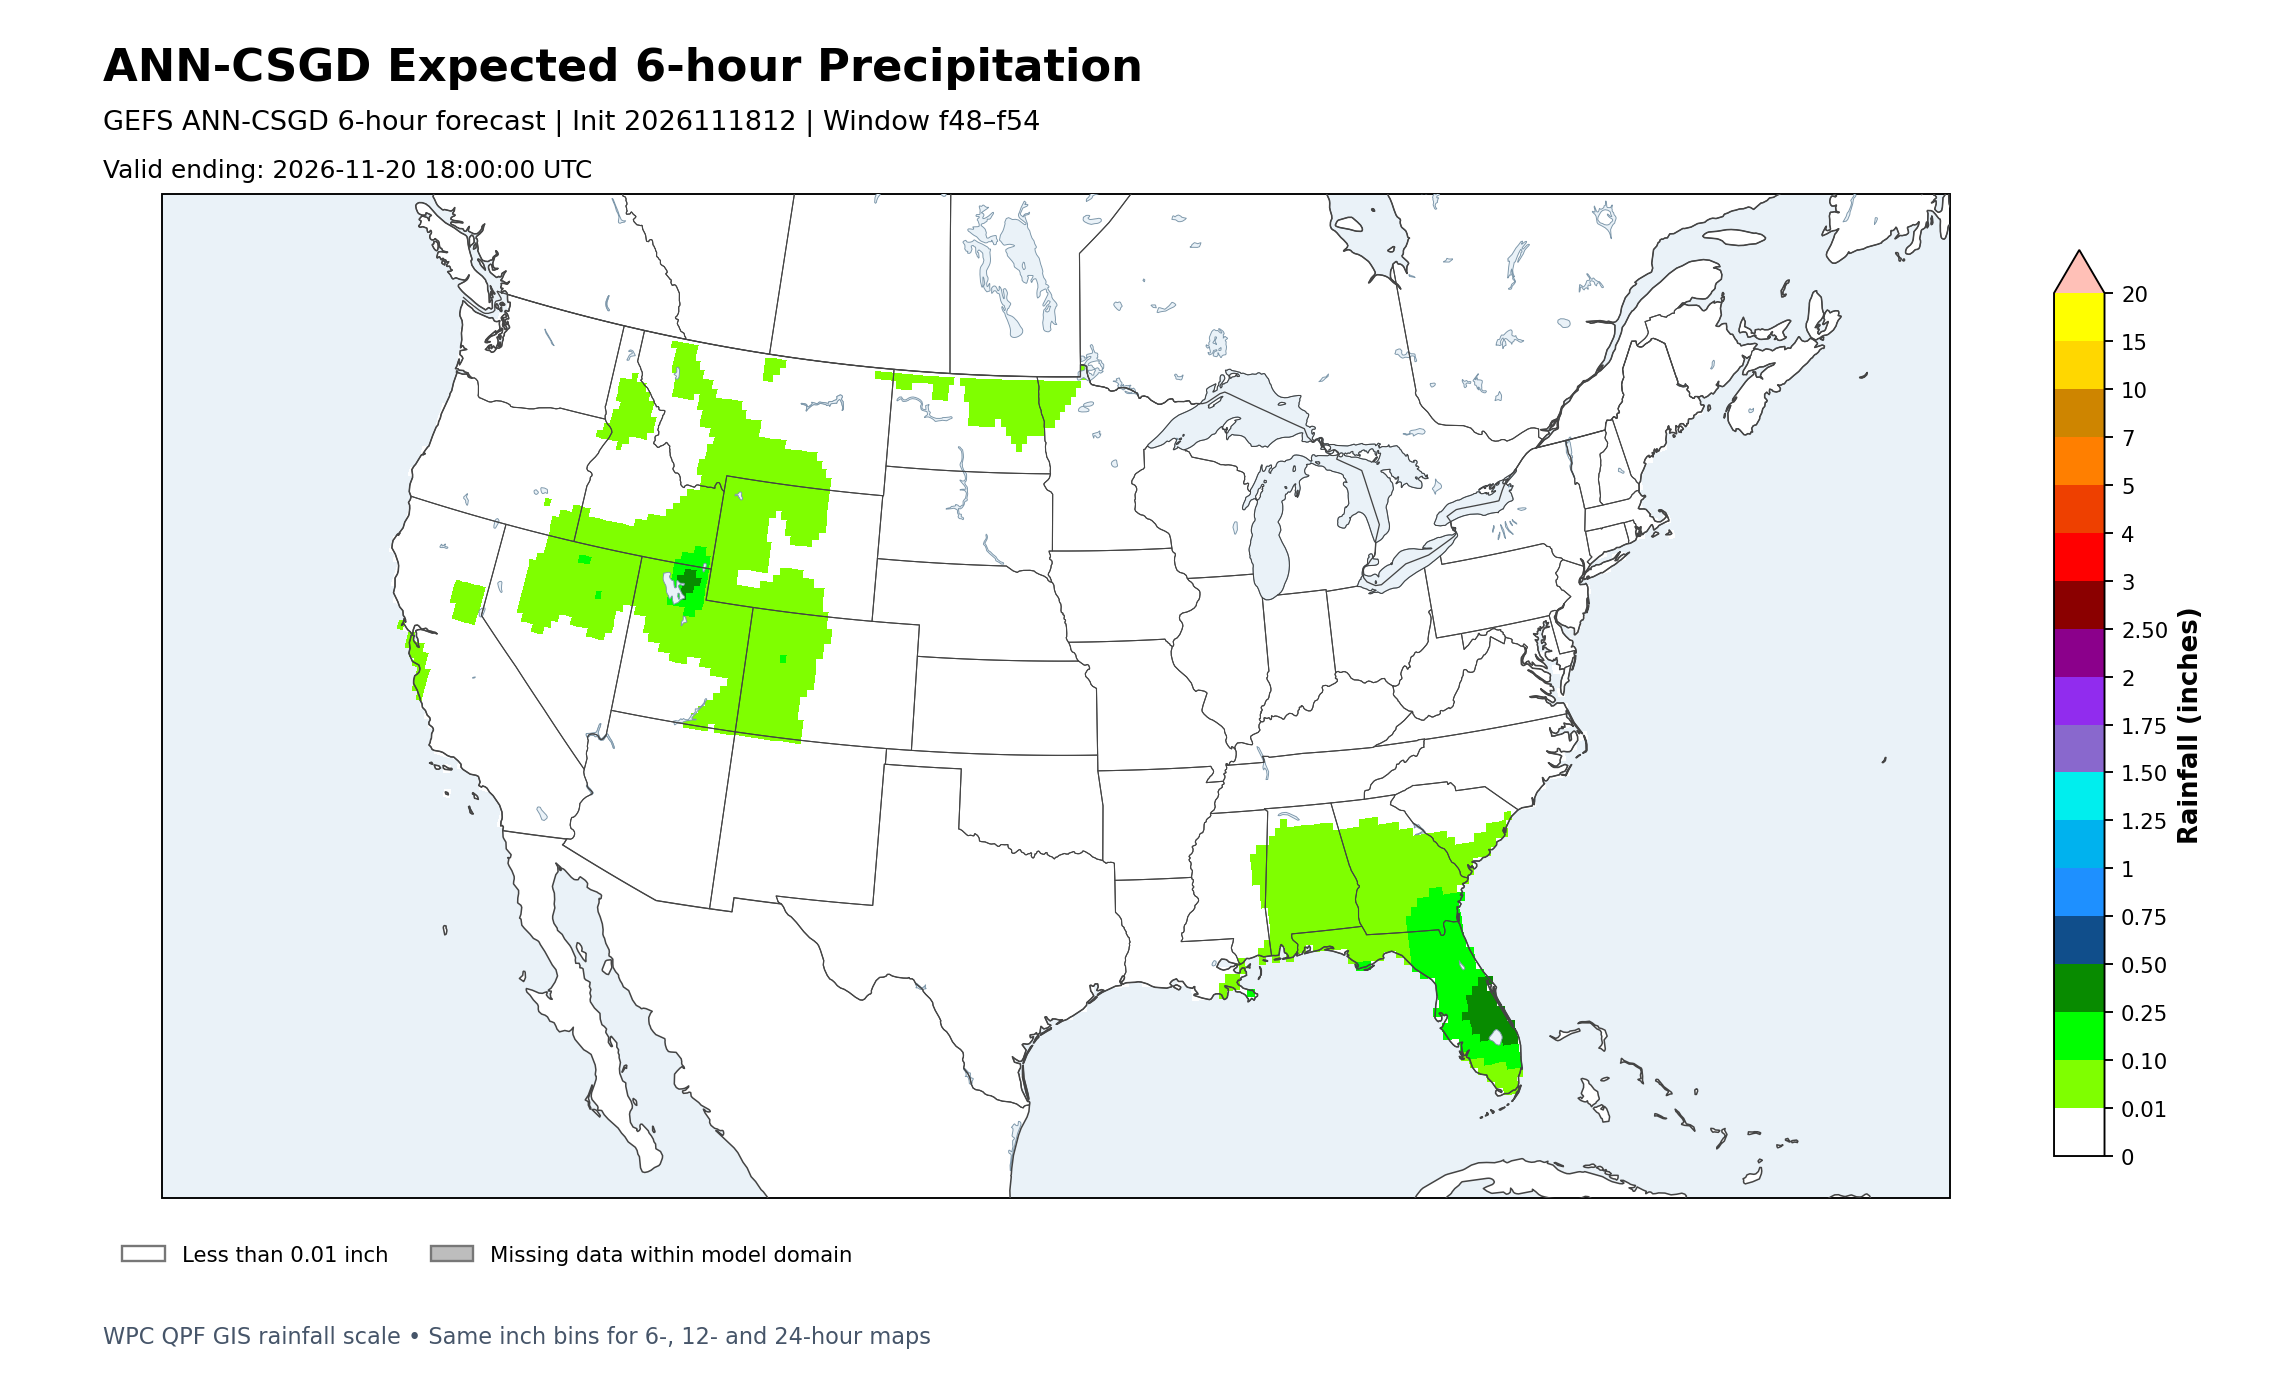 ANN-CSGD Expected 6-hour Precipitation
GEFS ANN-CSGD 6-hour forecast | Init 2026111812 | Window f48–f54
Valid ending: 2026-11-20 18:00:00 UTC
20
15
10
7
5
4
3
2.50
2
1.75
1.50
1.25
1
0.75
0.50
0.25
0.10
0.01
0
Rainfall (inches)
Less than 0.01 inch
Missing data within model domain
WPC QPF GIS rainfall scale • Same inch bins for 6-, 12- and 24-hour maps